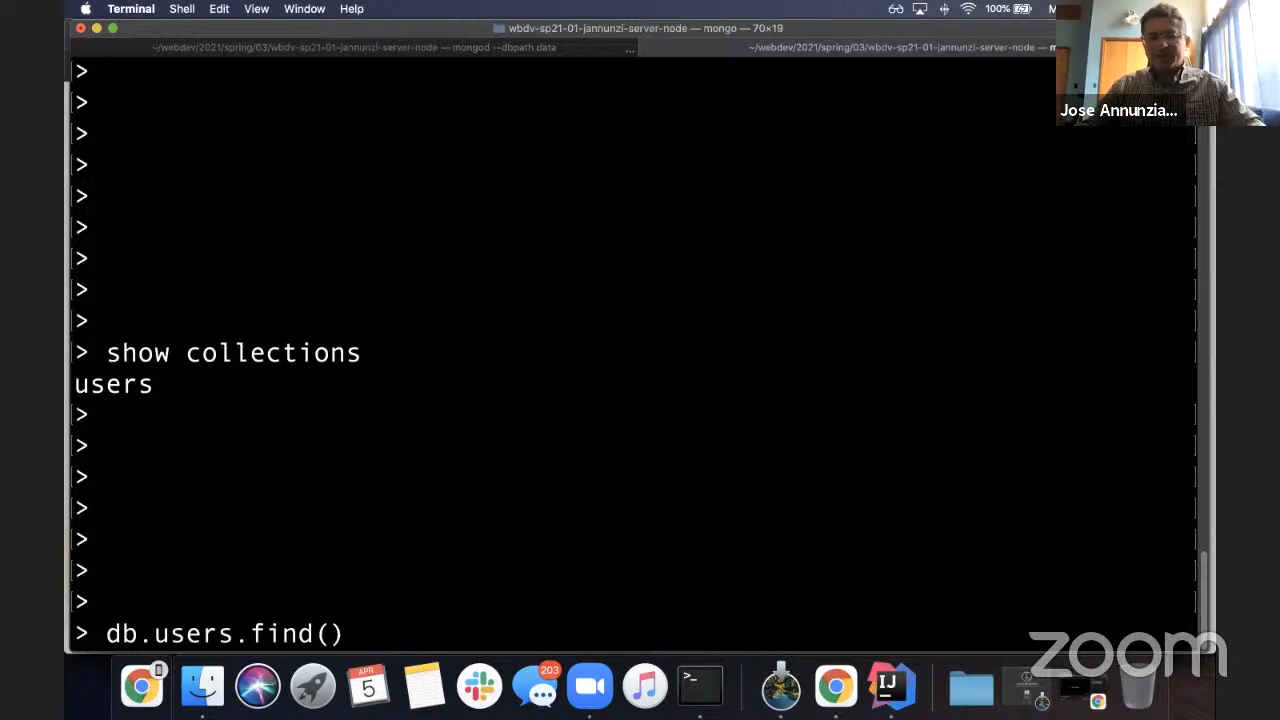 Terminal Shell Edit View Window Help
100%
wbdv-sp21-01-jannunzi-server-node — mongo — 70×19
~/webdev/2021/spring/03/wbdv-sp21-01-jannunzi-server-node — mongod --dbpath data ...
~/webdev/2021/spring/03/wbdv-sp21-01-jannunzi-server-node — m
Jose Annunzia...
>
>
>
>
>
>
>
>
>
> show collections
users
>
>
>
>
>
>
>
> db.users.find()
zoom
APR
5
203
>_
IJ